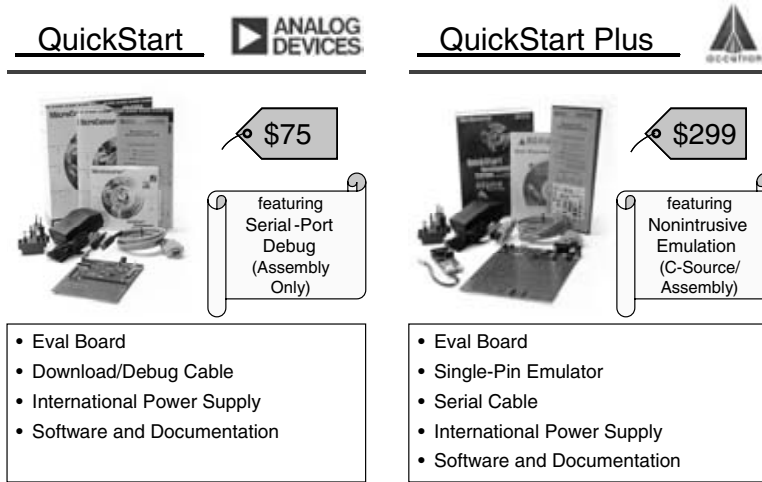 QuickStart
ANALOG
DEVICES
$75
featuring
Serial-Port
Debug
(Assembly
Only)
• Eval Board
• Download/Debug Cable
• International Power Supply
• Software and Documentation
QuickStart Plus
accutron
$299
featuring
Nonintrusive
Emulation
(C-Source/
Assembly)
• Eval Board
• Single-Pin Emulator
• Serial Cable
• International Power Supply
• Software and Documentation